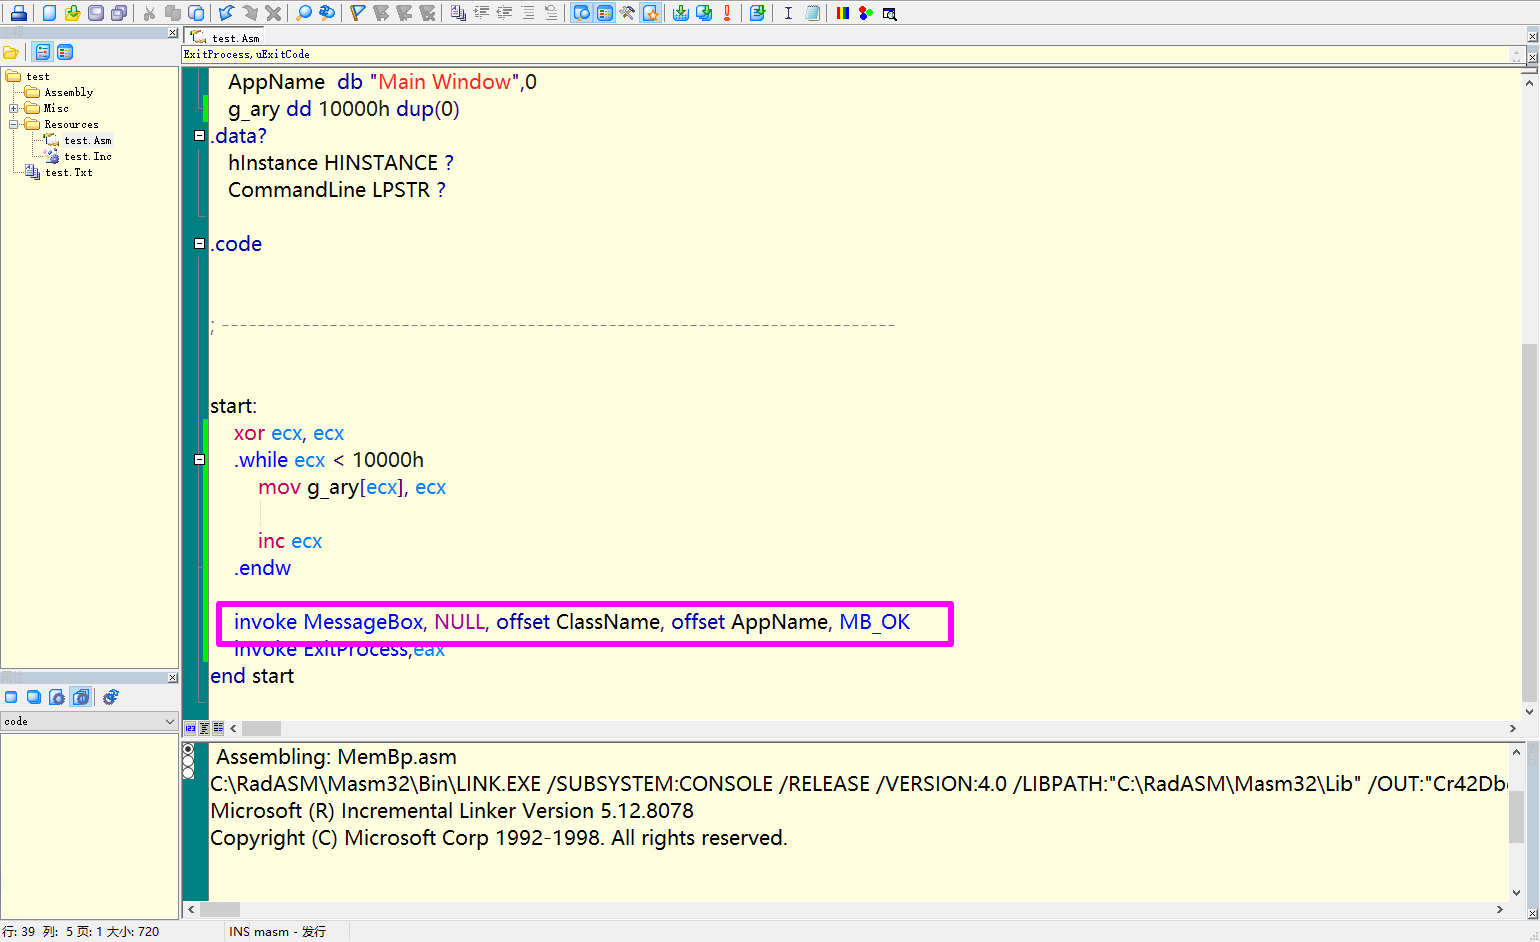 test.Asm
ExitProcess,uExitCode
test
Assembly
Misc
Resources
test.Asm
test.Inc
test.Txt
AppName db "Main Window",0
g_ary dd 10000h dup(0)
.data?
hInstance HINSTANCE ?
CommandLine LPSTR ?
.code
; ---------------------------------------------------------------------------
start:
xor ecx, ecx
.while ecx < 10000h
mov g_ary[ecx], ecx
inc ecx
.endw
invoke MessageBox, NULL, offset ClassName, offset AppName, MB_OK
invoke ExitProcess,eax
end start
code
Assembling: MemBp.asm
C:\RadASM\Masm32\Bin\LINK.EXE /SUBSYSTEM:CONSOLE /RELEASE /VERSION:4.0 /LIBPATH:"C:\RadASM\Masm32\Lib" /OUT:"Cr42Db
Microsoft (R) Incremental Linker Version 5.12.8078
Copyright (C) Microsoft Corp 1992-1998. All rights reserved.
行: 39 列: 5 页: 1 大小: 720
INS masm - 发行